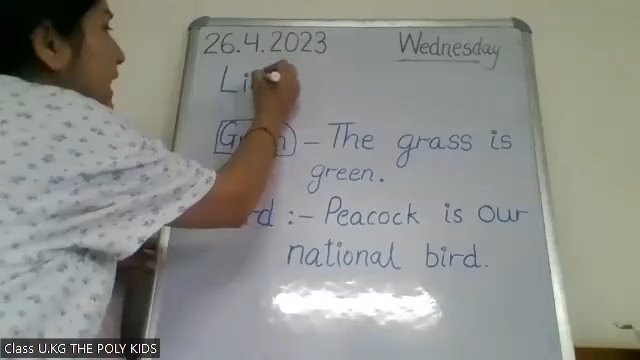 26.4.2023 Wednesday
– The grass is
green.
:– Peacock is our
national bird.
Class U.KG THE POLY KIDS